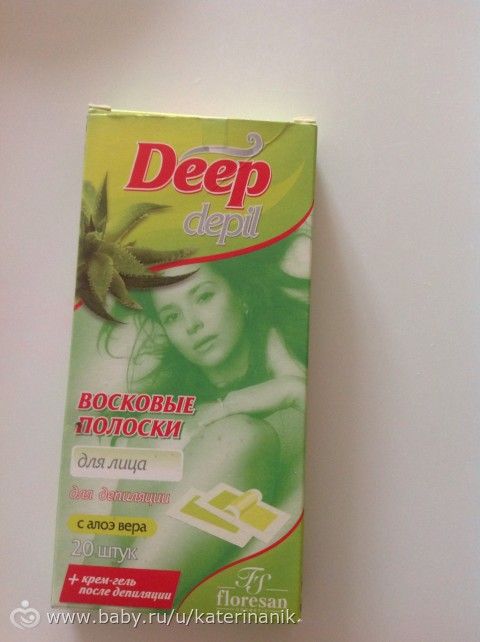 Deep
depil
ВОСКОВЫЕ
ПОЛОСКИ
для лица
для депиляции
с алоэ вера
20 штук
+ крем-гель
после депиляции
FS
floresan
www.baby.ru/u/katerinanik